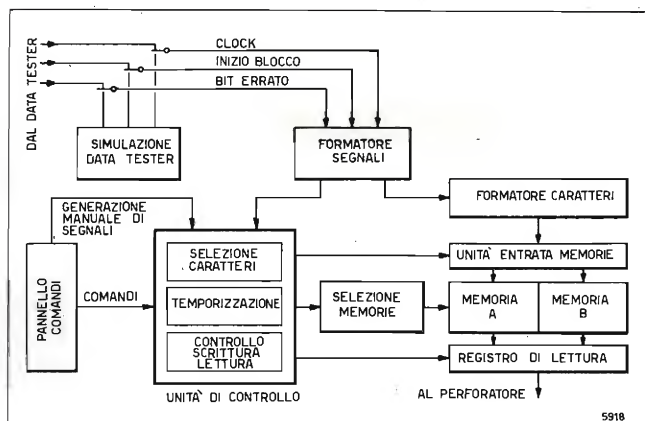 DAL DATA TESTER
CLOCK
INIZIO BLOCCO
BIT ERRATO
SIMULAZIONE
DATA TESTER
FORMATORE
SEGNALI
GENERAZIONE
MANUALE DI
SEGNALI
FORMATORE CARATTERI
PANNELLO
COMANDI
COMANDI
SELEZIONE
CARATTERI
TEMPORIZZAZIONE
CONTROLLO
SCRITTURA
LETTURA
UNITÀ DI CONTROLLO
SELEZIONE
MEMORIE
UNITÀ ENTRATA MEMORIE
MEMORIA
A
MEMORIA
B
REGISTRO DI LETTURA
AL PERFORATORE
5918